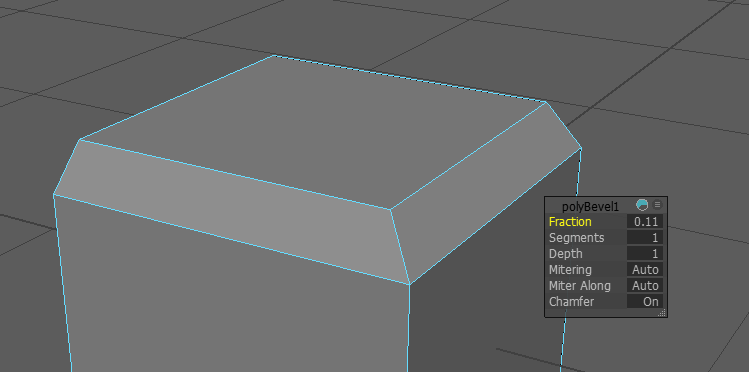 polyBevel1
Fraction 0.11
Segments 1
Depth 1
Mitering Auto
Miter Along Auto
Chamfer On